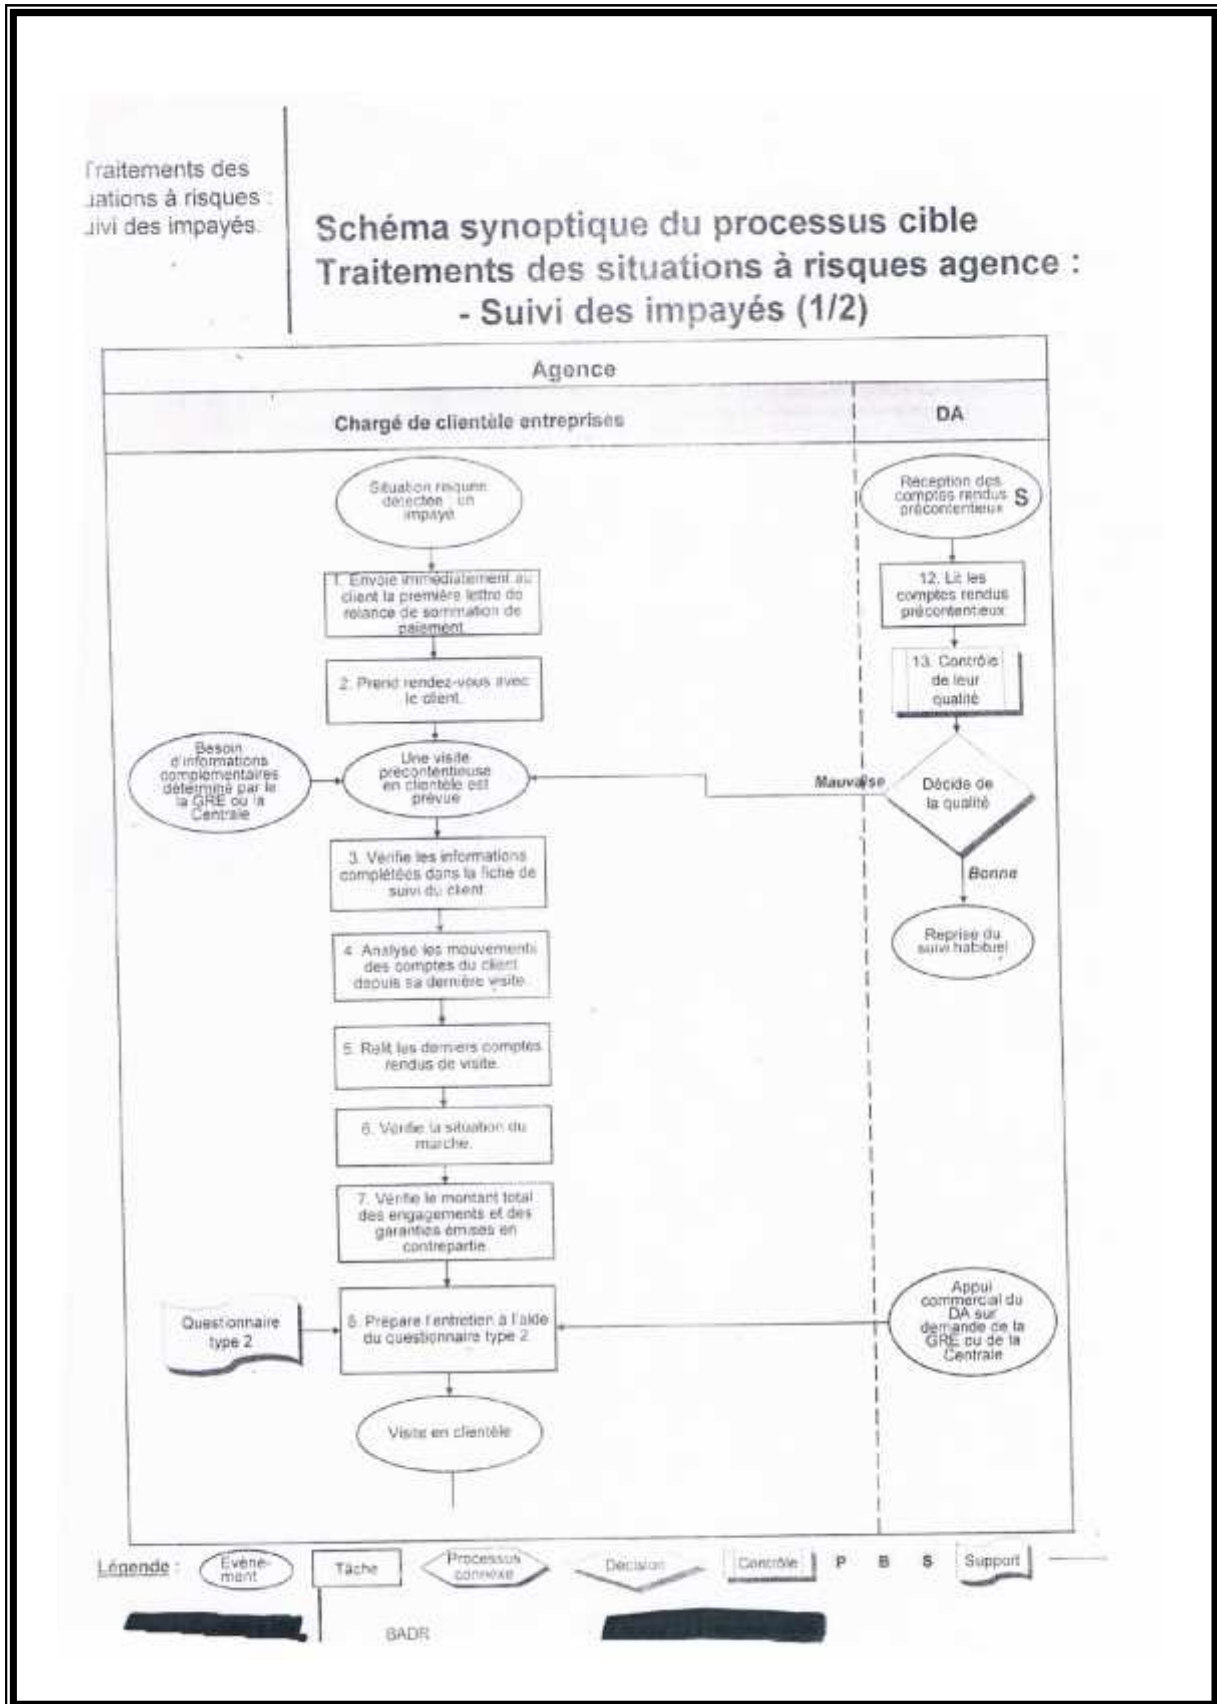 Traitements des
uations à risques :
uivi des impayés.
Schéma synoptique du processus cible
Traitements des situations à risques agence :
- Suivi des impayés (1/2)
Agence
Chargé de clientèle entreprises
DA
Situation risquée
détectée : un
impayé
1. Envoie immédiatement au
client la première lettre de
relance de sommation de
paiement.
2. Prend rendez-vous avec
le client.
Besoin
d'informations
complémentaires
déterminé par le
la GRE ou la
Centrale
Une visite
précontentieuse
en clientèle est
prévue
3. Vérifie les informations
complétées dans la fiche de
suivi du client
4. Analyse les mouvements
des comptes du client
depuis sa dernière visite.
5. Relit les derniers comptes
rendus de visite.
6. Vérifie la situation du
marche.
7. Vérifie le montant total
des engagements et des
garanties émises en
contrepartie.
Questionnaire
type 2
8. Prépare l'entretien à l'aide
du questionnaire type 2.
Visite en clientèle
Réception des
comptes rendus
précontentieux
S
12. Lit les
comptes rendus
précontentieux
13. Contrôle
de leur
qualité
Mauvaise
Décide de
la qualité
Bonne
Reprise du
suivi habituel
Appui
commercial du
DA sur
demande de la
GRE ou de la
Centrale
Légende :
Evène-
ment
Tâche
Processus
connexe
Décision
Contrôle
P B S
Support
BADR